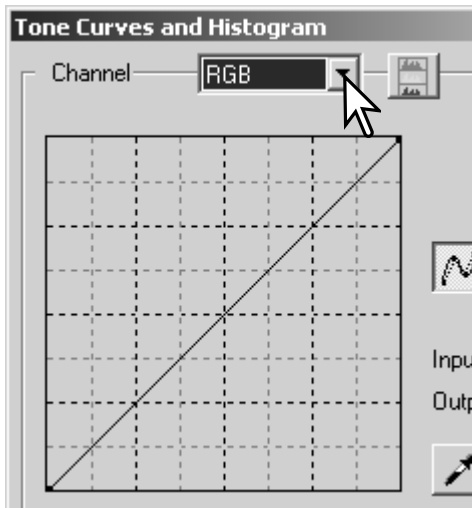 Tone Curves and Histogram
Channel
RGB
Inpu
Outp